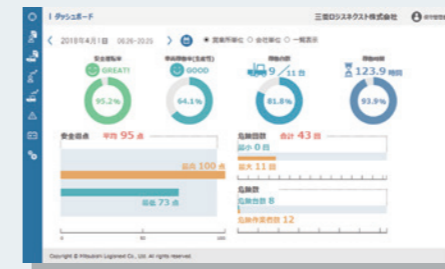 ダッシュボード
三菱ロジスネクスト株式会社
2018年4月1日
営業所単位 会社単位 一覧表示
安全運転率
GREAT!
95.2%
GOOD
64.1%
9/11 台
81.8%
123.9 時間
93.9%
安全得点 平均 95 点
最高 100 点
最低 73 点
0 50 100
危険回数 合計 43 回
最小 0 回
最大 11 回
危険数
危険台数 8
危険作業者数 12
Copyright © Mitsubishi Logisnext Co., Ltd. All rights reserved.